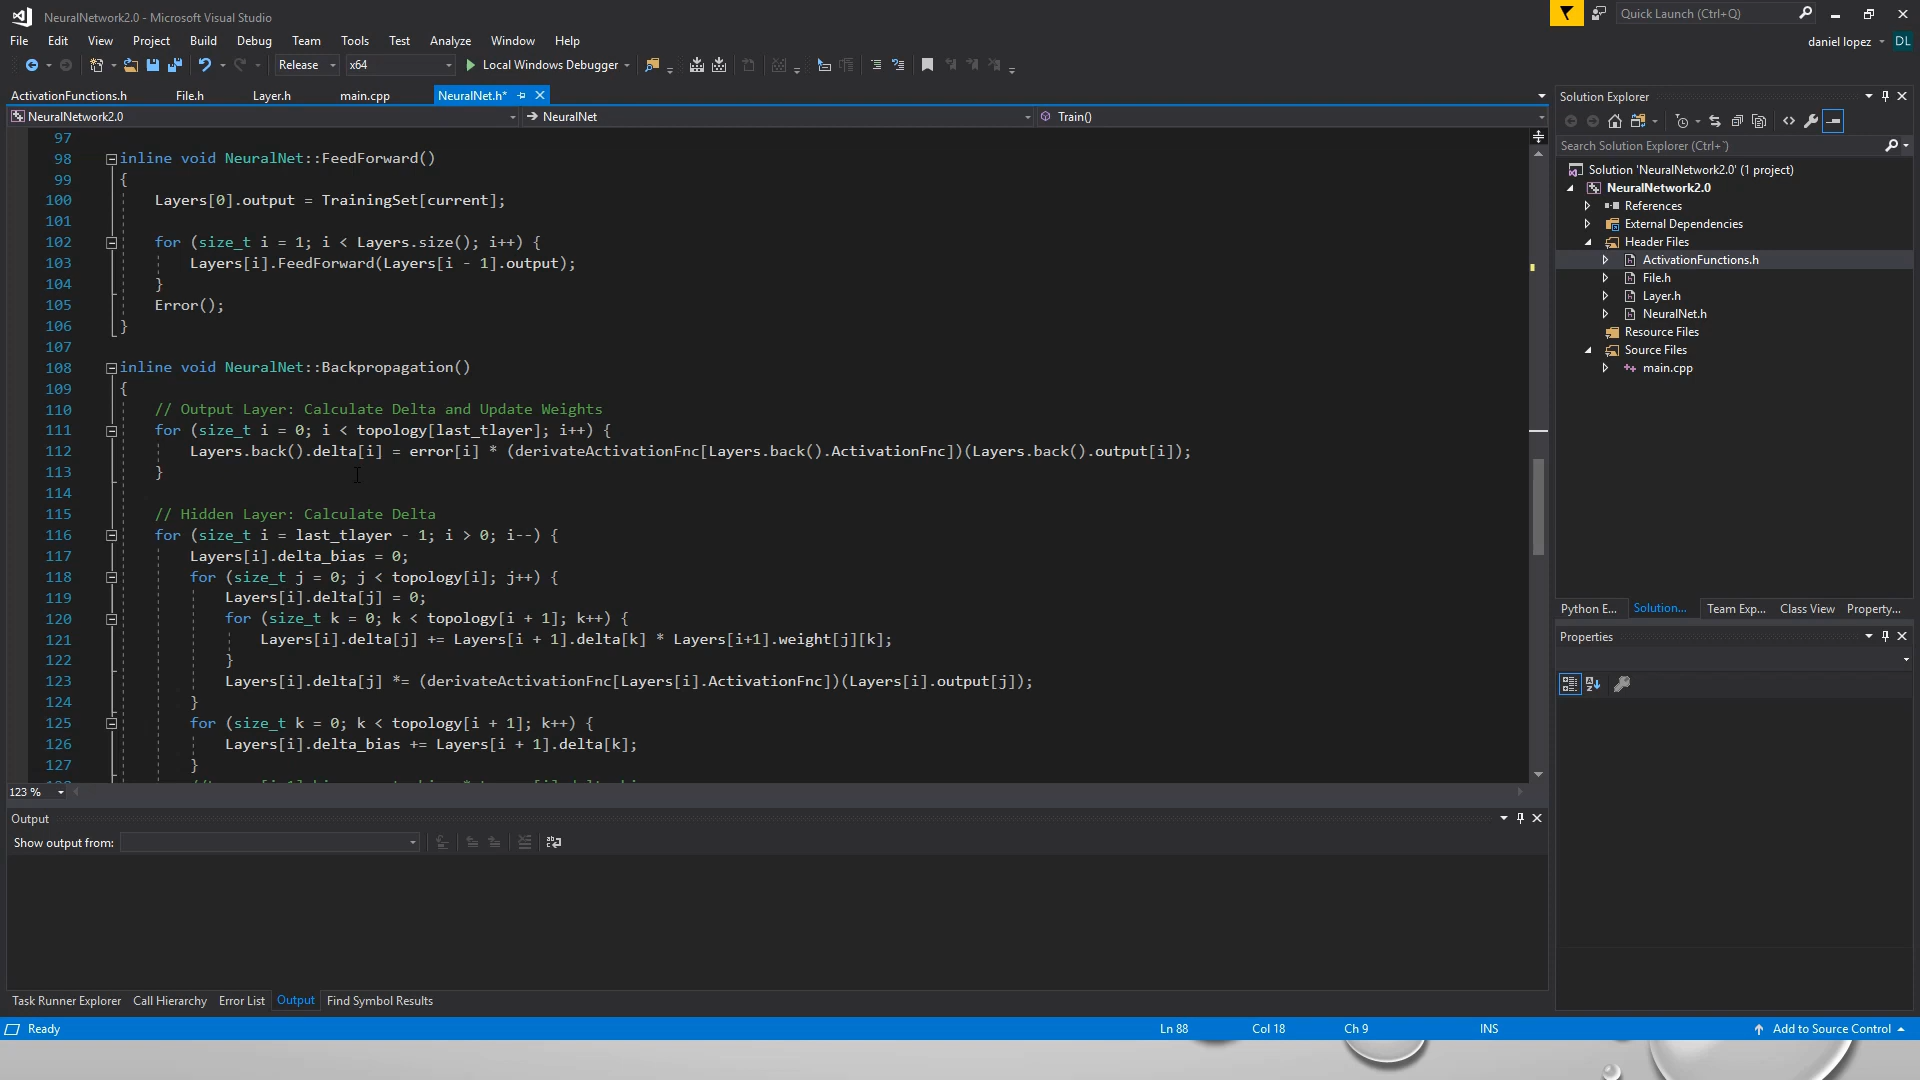 NeuralNetwork2.0 - Microsoft Visual Studio
Quick Launch (Ctrl+Q)
File Edit View Project Build Debug Team Tools Test Analyze Window Help
daniel lopez DL
Release x64 Local Windows Debugger
ActivationFunctions.h File.h Layer.h main.cpp NeuralNet.h*
NeuralNetwork2.0 NeuralNet Train()
97
98 inline void NeuralNet::FeedForward()
99 {
100 Layers[0].output = TrainingSet[current];
101
102 for (size_t i = 1; i < Layers.size(); i++) {
103 Layers[i].FeedForward(Layers[i - 1].output);
104 }
105 Error();
106 }
107
108 inline void NeuralNet::Backpropagation()
109 {
110 // Output Layer: Calculate Delta and Update Weights
111 for (size_t i = 0; i < topology[last_tlayer]; i++) {
112 Layers.back().delta[i] = error[i] * (derivateActivationFnc[Layers.back().ActivationFnc])(Layers.back().output[i]);
113 }
114
115 // Hidden Layer: Calculate Delta
116 for (size_t i = last_tlayer - 1; i > 0; i--) {
117 Layers[i].delta_bias = 0;
118 for (size_t j = 0; j < topology[i]; j++) {
119 Layers[i].delta[j] = 0;
120 for (size_t k = 0; k < topology[i + 1]; k++) {
121 Layers[i].delta[j] += Layers[i + 1].delta[k] * Layers[i+1].weight[j][k];
122 }
123 Layers[i].delta[j] *= (derivateActivationFnc[Layers[i].ActivationFnc])(Layers[i].output[j]);
124 }
125 for (size_t k = 0; k < topology[i + 1]; k++) {
126 Layers[i].delta_bias += Layers[i + 1].delta[k];
127 }
123 %
Output
Show output from:
Task Runner Explorer Call Hierarchy Error List Output Find Symbol Results
Solution Explorer
Search Solution Explorer (Ctrl+¨)
Solution 'NeuralNetwork2.0' (1 project)
NeuralNetwork2.0
References
External Dependencies
Header Files
ActivationFunctions.h
File.h
Layer.h
NeuralNet.h
Resource Files
Source Files
main.cpp
Python E... Solution... Team Exp... Class View Property...
Properties
Ready Ln 88 Col 18 Ch 9 INS Add to Source Control